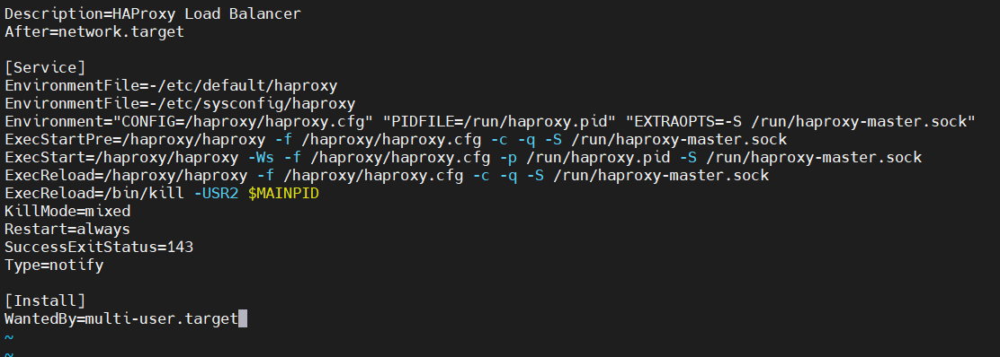 Description=HAProxy Load Balancer
After=network.target
[Service]
EnvironmentFile=-/etc/default/haproxy
EnvironmentFile=-/etc/sysconfig/haproxy
Environment="CONFIG=/haproxy/haproxy.cfg" "PIDFILE=/run/haproxy.pid" "EXTRAOPTS=-S /run/haproxy-master.sock"
ExecStartPre=/haproxy/haproxy -f /haproxy/haproxy.cfg -c -q -S /run/haproxy-master.sock
ExecStart=/haproxy/haproxy -Ws -f /haproxy/haproxy.cfg -p /run/haproxy.pid -S /run/haproxy-master.sock
ExecReload=/haproxy/haproxy -f /haproxy/haproxy.cfg -c -q -S /run/haproxy-master.sock
ExecReload=/bin/kill -USR2 $MAINPID
KillMode=mixed
Restart=always
SuccessExitStatus=143
Type=notify
[Install]
WantedBy=multi-user.target
~
~